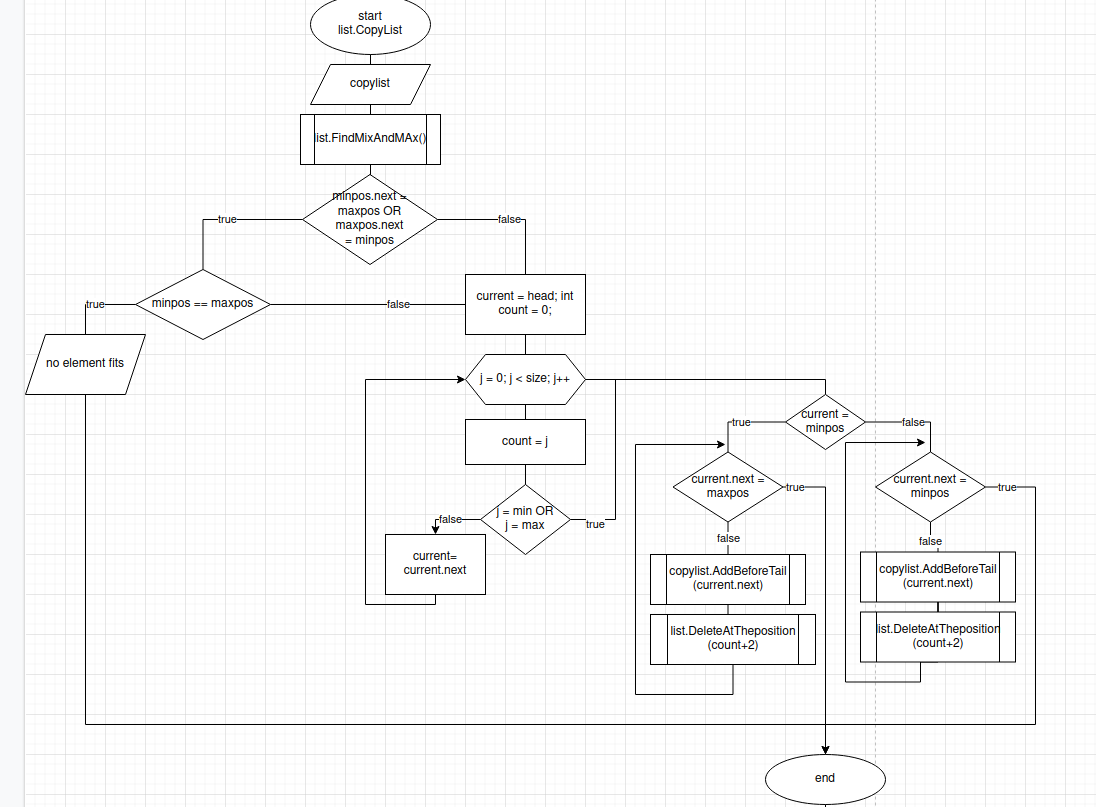 start
list.CopyList
copylist
list.FindMixAndMAx()
minpos.next =
maxpos OR
maxpos.next
= minpos
true
false
minpos == maxpos
true
false
current = head; int
count = 0;
no element fits
j = 0; j < size; j++
count = j
j = min OR
j = max
false
true
current=
current.next
current =
minpos
true
false
current.next =
maxpos
true
false
copylist.AddBeforeTail
(current.next)
list.DeleteAtTheposition
(count+2)
current.next =
minpos
true
false
copylist.AddBeforeTail
(current.next)
list.DeleteAtTheposition
(count+2)
end